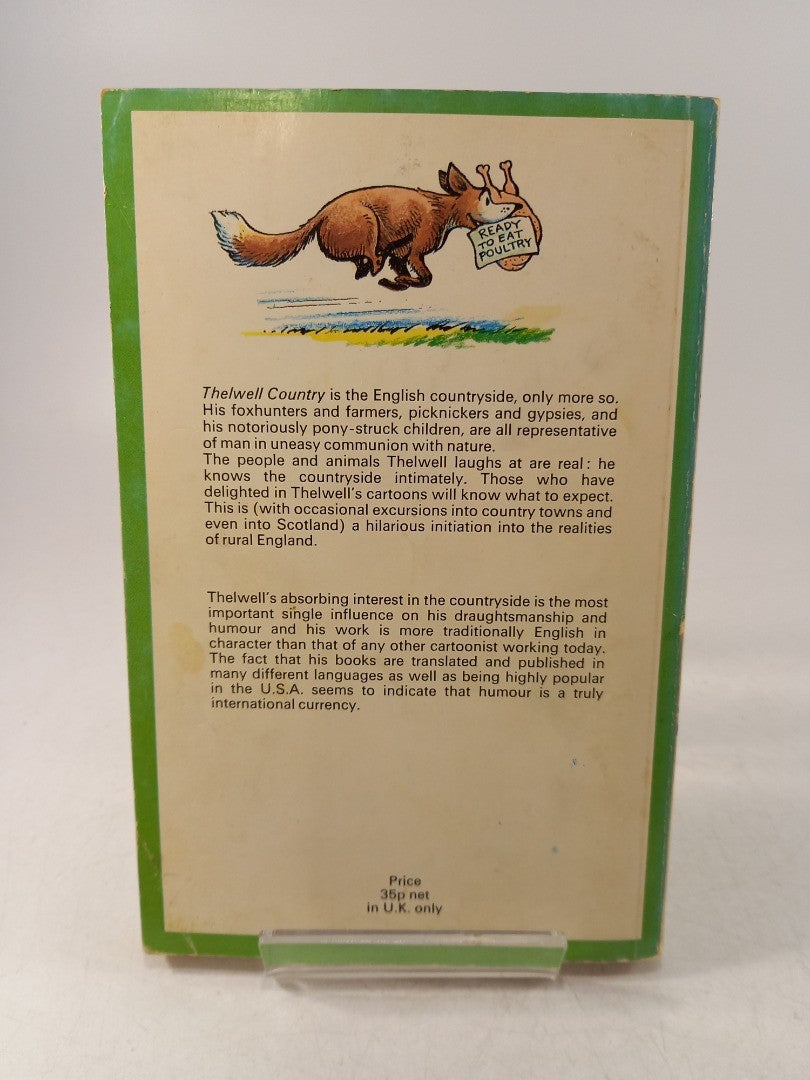 READY
TO EAT
POULTRY
Thelwell Country is the English countryside, only more so.
His foxhunters and farmers, picknickers and gypsies, and
his notoriously pony-struck children, are all representative
of man in uneasy communion with nature.
The people and animals Thelwell laughs at are real: he
knows the countryside intimately. Those who have
delighted in Thelwell's cartoons will know what to expect.
This is (with occasional excursions into country towns and
even into Scotland) a hilarious initiation into the realities
of rural England.
Thelwell's absorbing interest in the countryside is the most
important single influence on his draughtsmanship and
humour and his work is more traditionally English in
character than that of any other cartoonist working today.
The fact that his books are translated and published in
many different languages as well as being highly popular
in the U.S.A. seems to indicate that humour is a truly
international currency.
Price
35p net
in U.K. only